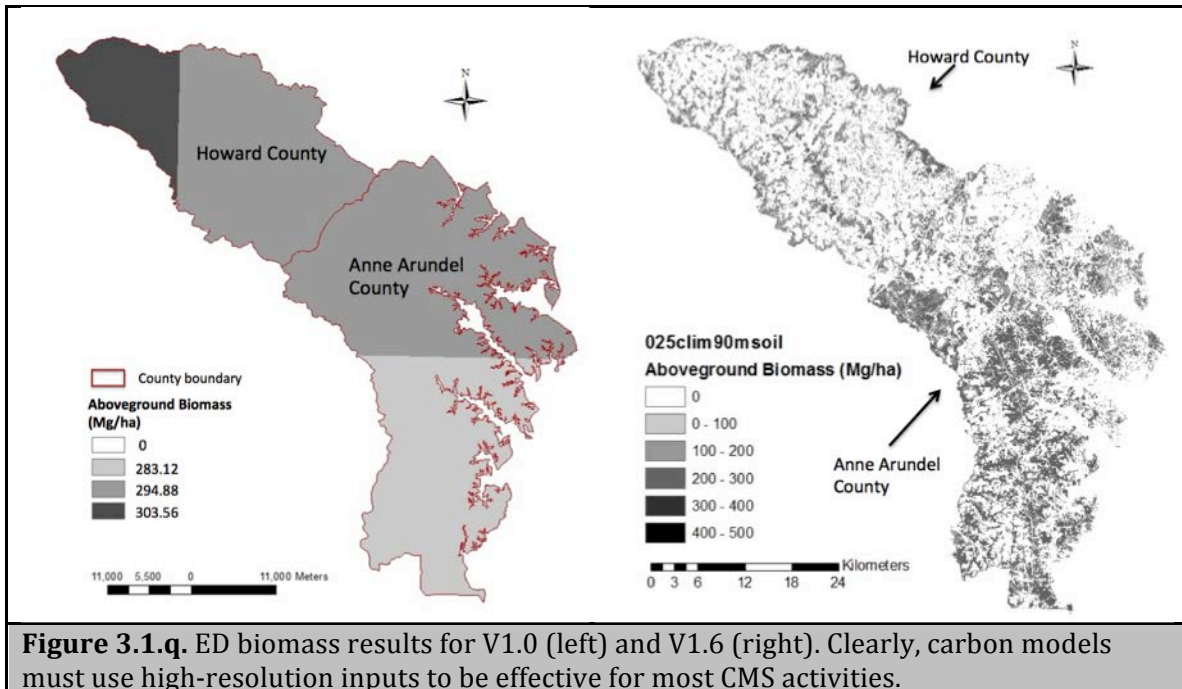 N
Howard County
Anne Arundel
County
County boundary
Aboveground Biomass
(Mg/ha)
0
283.12
294.88
303.56
11,000 5,500 0 11,000 Meters
N
Howard County
025clim90msoil
Aboveground Biomass (Mg/ha)
0
0 - 100
100 - 200
200 - 300
300 - 400
400 - 500
Anne Arundel
County
Kilometers
0 3 6 12 18 24
Figure 3.1.q. ED biomass results for V1.0 (left) and V1.6 (right). Clearly, carbon models
must use high-resolution inputs to be effective for most CMS activities.